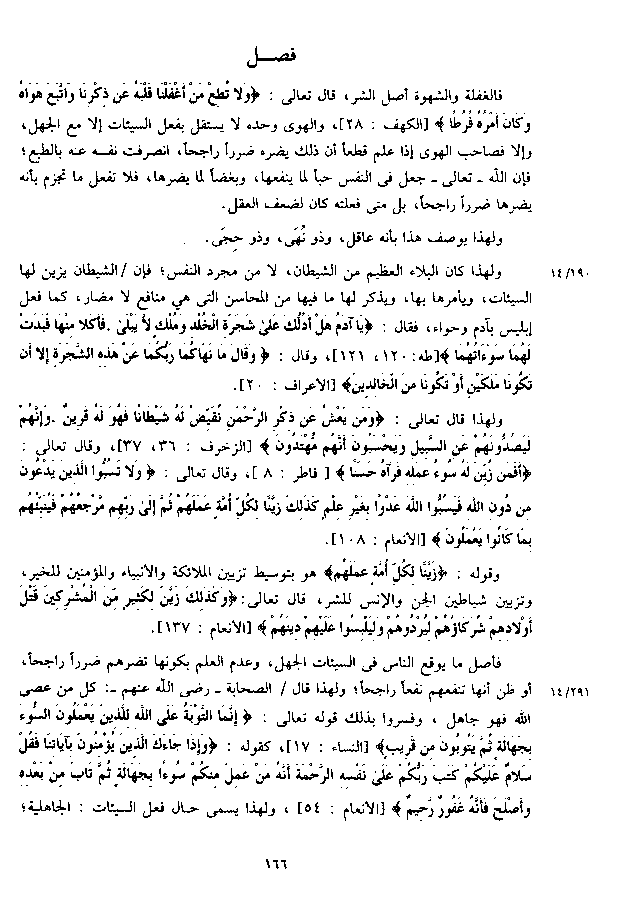 فصــل
فالغفلة والشهوة أصل الشر، قال تعالى : ﴿وَلَا تُطِعْ مَنْ أَغْفَلْنَا قَلْبَهُ عَن ذِكْرِنَا وَاتَّبَعَ هَوَاهُ
وَكَانَ أَمْرُهُ فُرُطًا ﴾ [الكهف : ٢٨]، والهوى وحده لا يستقل بفعل السيئات إلا مع الجهل،
وإلا فصاحب الهوى إذا علم قطعاً أن ذلك يضره ضرراً راجحاً، انصرفت نفسه عنه بالطبع؛
فإن الله ـ تعالى ـ جعل فى النفس حباً لما ينفعها، وبغضاً لما يضرها، فلا تفعل ما تجزم بأنه
يضرها ضرراً راجحاً، بل متى فعلته كان لضعف العقل.
ولهذا يوصف هذا بأنه عاقل، وذو نُهَى، وذو حِجَى.
١٤/٢٩٠ ولهذا كان البلاء العظيم من الشيطان، لا من مجرد النفس؛ فإن /الشيطان يزين لها
السيئات، ويأمرها بها، ويذكر لها ما فيها من المحاسن التى هي منافع لا مضار، كما فعل
إبليس بآدم وحواء، فقال : ﴿يَا آدَمُ هَلْ أَدُلُّكَ عَلَىٰ شَجَرَةِ الْخُلْدِ وَمُلْكٍ لَّا يَبْلَىٰ .فَأَكَلا مِنْهَا فَبَدَتْ
لَهُمَا سَوْءَاتُهُمَا ﴾[طه:١٢٠، ١٢١]، وقال : ﴿ وَقَالَ مَا نَهَاكُمَا رَبُّكُمَا عَنْ هَذِهِ الشَّجَرَةِ إِلَّا أَن
تَكُونَا مَلَكَيْنِ أَوْ تَكُونَا مِنَ الْخَالِدِينَ﴾ [الأعراف : ٢٠].
ولهذا قال تعالى : ﴿وَمَن يَعْشُ عَن ذِكْرِ الرَّحْمَنِ نُقَيِّضْ لَهُ شَيْطَانًا فَهُوَ لَهُ قَرِينٌ .وَإِنَّهُمْ
لَيَصُدُّونَهُمْ عَنِ السَّبِيلِ وَيَحْسَبُونَ أَنَّهُم مُّهْتَدُونَ ﴾ [الزخرف : ٣٦، ٣٧]، وقال تعالى :
﴿أَفَمَن زُيِّنَ لَهُ سُوءُ عَمَلِهِ فَرَآهُ حَسَنًا ﴾ [ فاطر : ٨ ]، وقال تعالى : ﴿ وَلَا تَسُبُّوا الَّذِينَ يَدْعُونَ
مِن دُونِ اللَّهِ فَيَسُبُّوا اللَّهَ عَدْوًا بِغَيْرِ عِلْمٍ كَذَلِكَ زَيَّنَّا لِكُلِّ أُمَّةٍ عَمَلَهُمْ ثُمَّ إِلَىٰ رَبِّهِم مَّرْجِعُهُمْ فَيُنَبِّئُهُم
بِمَا كَانُوا يَعْمَلُونَ ﴾ [الأنعام : ١٠٨].
وقوله : ﴿زَيَّنَّا لِكُلِّ أُمَّةٍ عَمَلَهُمْ﴾ هو بتوسيط تزيين الملائكة والأنبياء والمؤمنين للخير،
وتزيين شياطين الجن والإنس للشر، قال تعالى:﴿وَكَذَلِكَ زَيَّنَ لِكَثِيرٍ مِّنَ الْمُشْرِكِينَ قَتْلَ
أَوْلَادِهِمْ شُرَكَاؤُهُمْ لِيُرْدُوهُمْ وَلِيَلْبِسُوا عَلَيْهِمْ دِينَهُمْ ﴾ [الأنعام : ١٣٧].
فأصل ما يوقع الناس فى السيئات الجهل، وعدم العلم بكونها تضرهم ضرراً راجحاً،
١٤/٢٩١ أو ظن أنها تنفعهم نفعاً راجحاً؛ ولهذا قال / الصحابة ـ رضى الله عنهم ـ: كل من عصى
الله فهو جاهل ، وفسروا بذلك قوله تعالى : ﴿ إِنَّمَا التَّوْبَةُ عَلَى اللَّهِ لِلَّذِينَ يَعْمَلُونَ السُّوءَ
بِجَهَالَةٍ ثُمَّ يَتُوبُونَ مِن قَرِيبٍ﴾ [النساء : ١٧]، كقوله : ﴿وَإِذَا جَاءَكَ الَّذِينَ يُؤْمِنُونَ بِآيَاتِنَا فَقُلْ
سَلَامٌ عَلَيْكُمْ كَتَبَ رَبُّكُمْ عَلَىٰ نَفْسِهِ الرَّحْمَةَ أَنَّهُ مَنْ عَمِلَ مِنكُمْ سُوءًا بِجَهَالَةٍ ثُمَّ تَابَ مِنْ بَعْدِهِ
وَأَصْلَحَ فَأَنَّهُ غَفُورٌ رَّحِيمٌ ﴾ [الأنعام : ٥٤] ، ولهذا يسمى حال فعل السيئات : الجاهلية؛
١٦٦